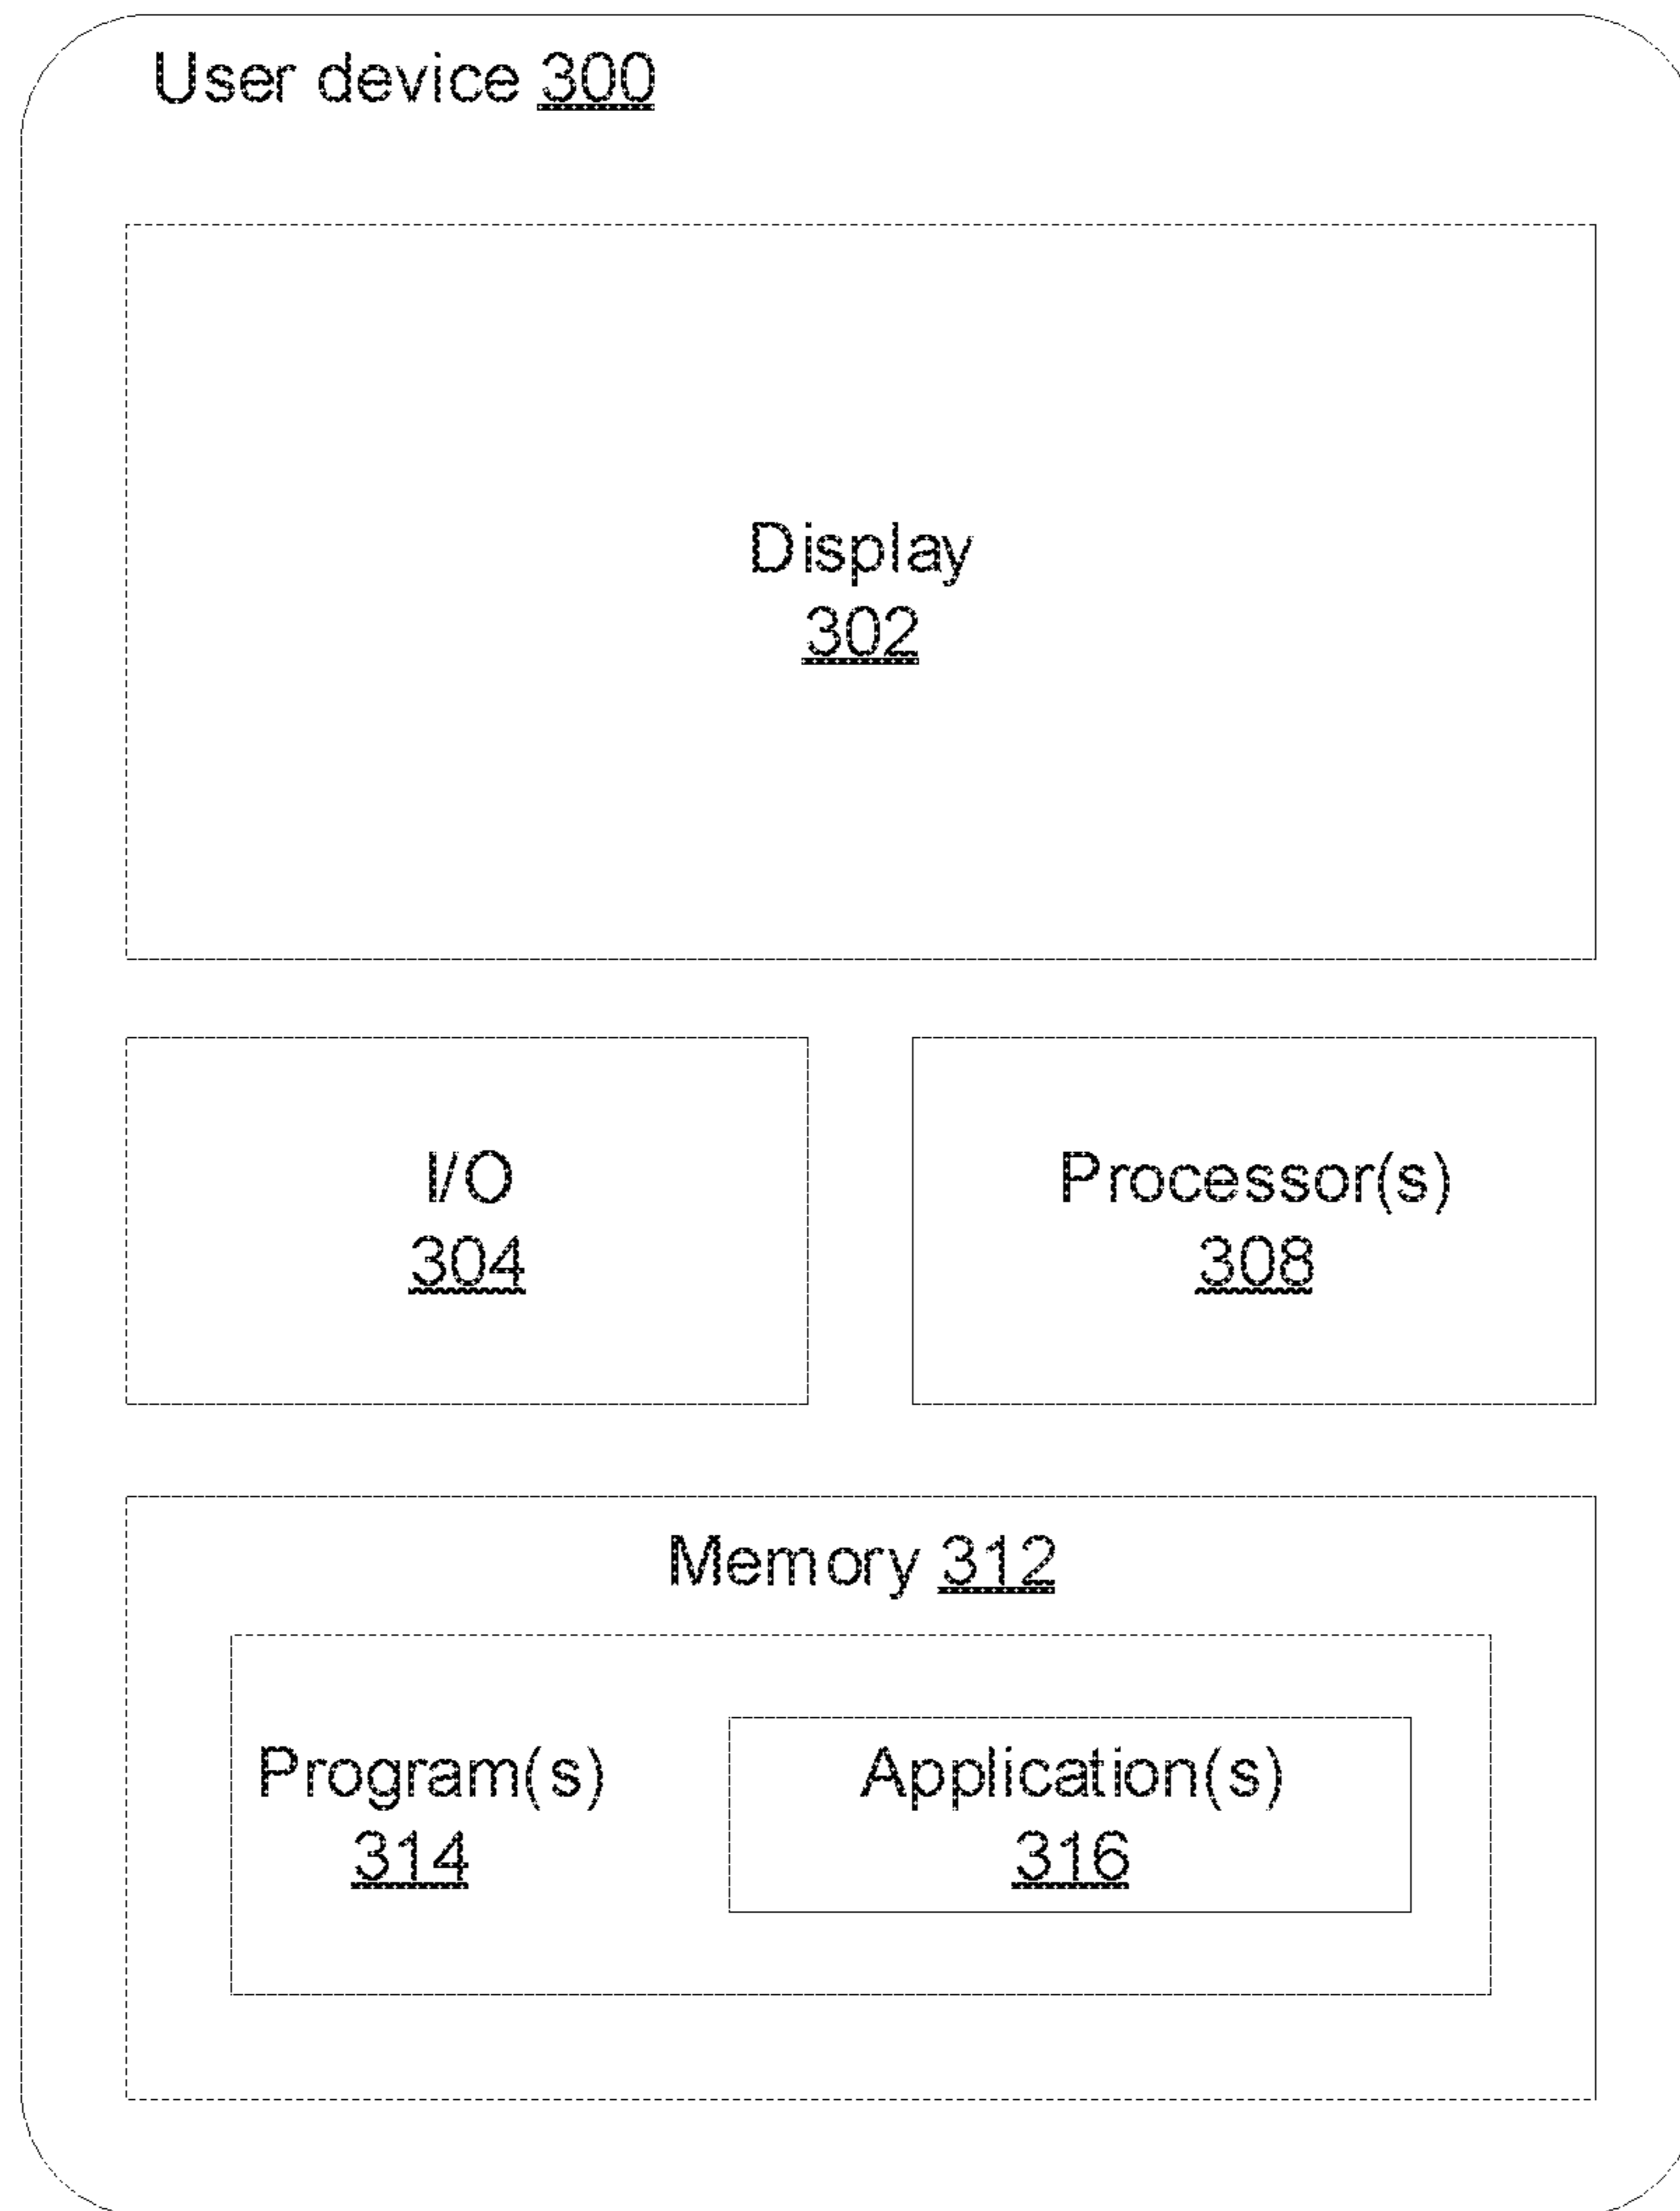 User device 300
Display
302
I/O
304
Processor(s)
308
Memory 312
Program(s)
314
Application(s)
316